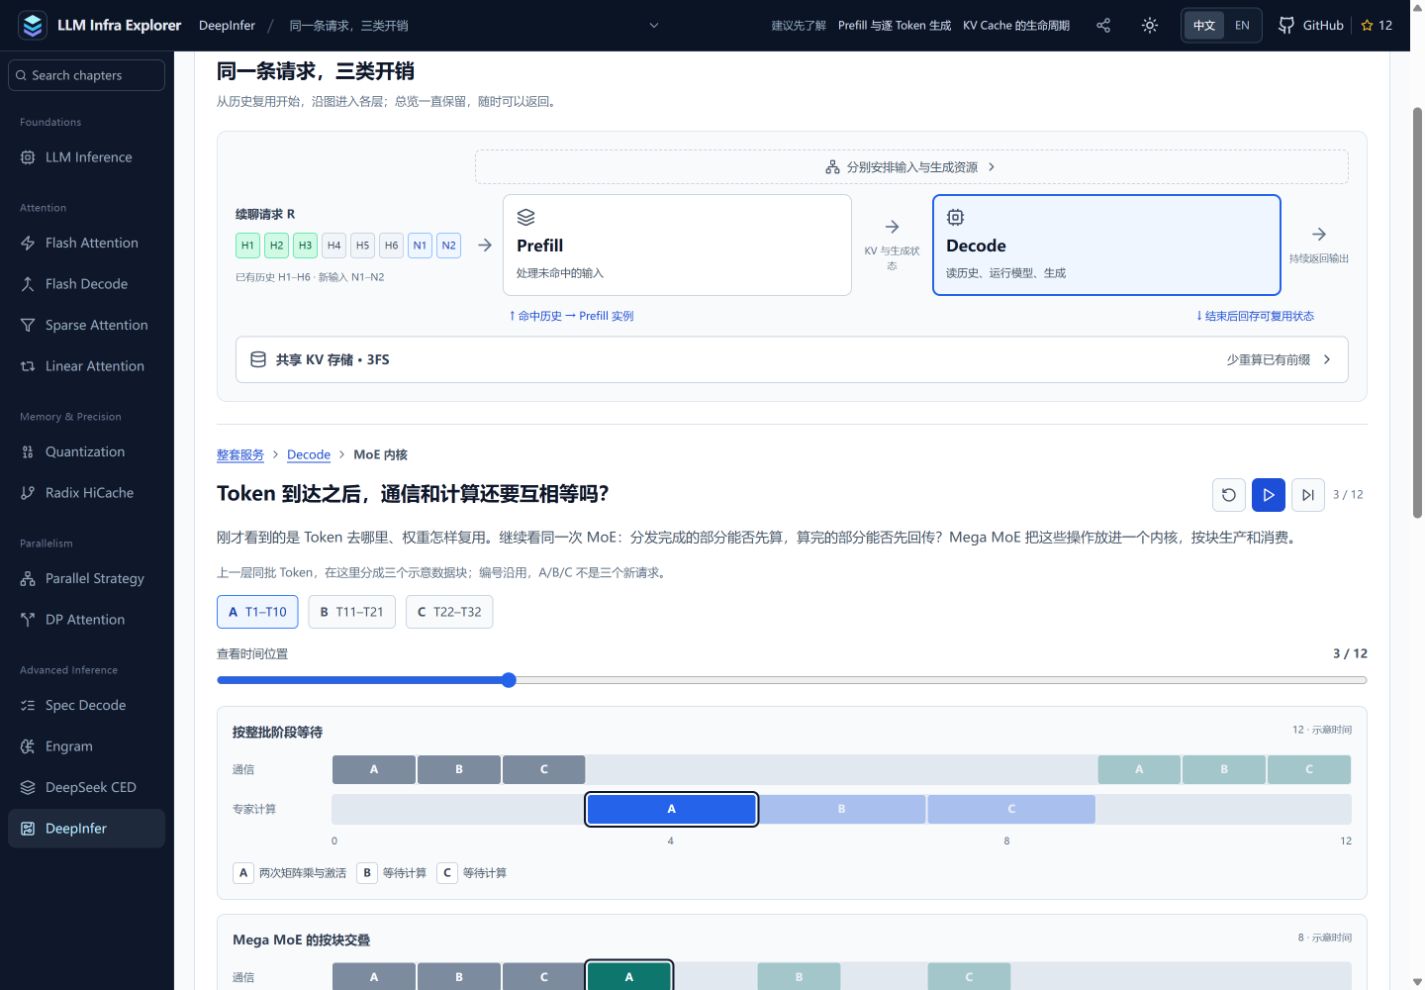 LLM Infra Explorer
DeepInfer / 同一条请求，三类开销
建议先了解 Prefill 与逐 Token 生成 KV Cache 的生命周期
中文 EN GitHub 12
Search chapters
Foundations
LLM Inference
Attention
Flash Attention
Flash Decode
Sparse Attention
Linear Attention
Memory & Precision
Quantization
Radix HiCache
Parallelism
Parallel Strategy
DP Attention
Advanced Inference
Spec Decode
Engram
DeepSeek CED
DeepInfer
同一条请求，三类开销
从历史复用开始，沿图进入各层；总览一直保留，随时可以返回。
分别安排输入与生成资源
续聊请求 R
H1 H2 H3 H4 H5 H6 N1 N2
已有历史 H1–H6 · 新输入 N1–N2
Prefill
处理未命中的输入
KV 与生成状
态
Decode
读历史、运行模型、生成
持续返回输出
↑ 命中历史 → Prefill 实例
↓ 结束后回存可复用状态
共享 KV 存储 • 3FS
少重算已有前缀
整套服务 > Decode > MoE 内核
Token 到达之后，通信和计算还要互相等吗？
3 / 12
刚才看到的是 Token 去哪里、权重怎样复用。继续看同一次 MoE：分发完成的部分能否先算，算完的部分能否先回传？Mega MoE 把这些操作放进一个内核，按块生产和消费。
上一层同批 Token，在这里分成三个示意数据块；编号沿用，A/B/C 不是三个新请求。
A T1–T10
B T11–T21
C T22–T32
查看时间位置
3 / 12
按整批阶段等待
12 · 示意时间
通信 A B C A B C
专家计算 A B C
0 4 8 12
A 两次矩阵乘与激活 B 等待计算 C 等待计算
Mega MoE 的按块交叠
8 · 示意时间
通信 A B C A B C